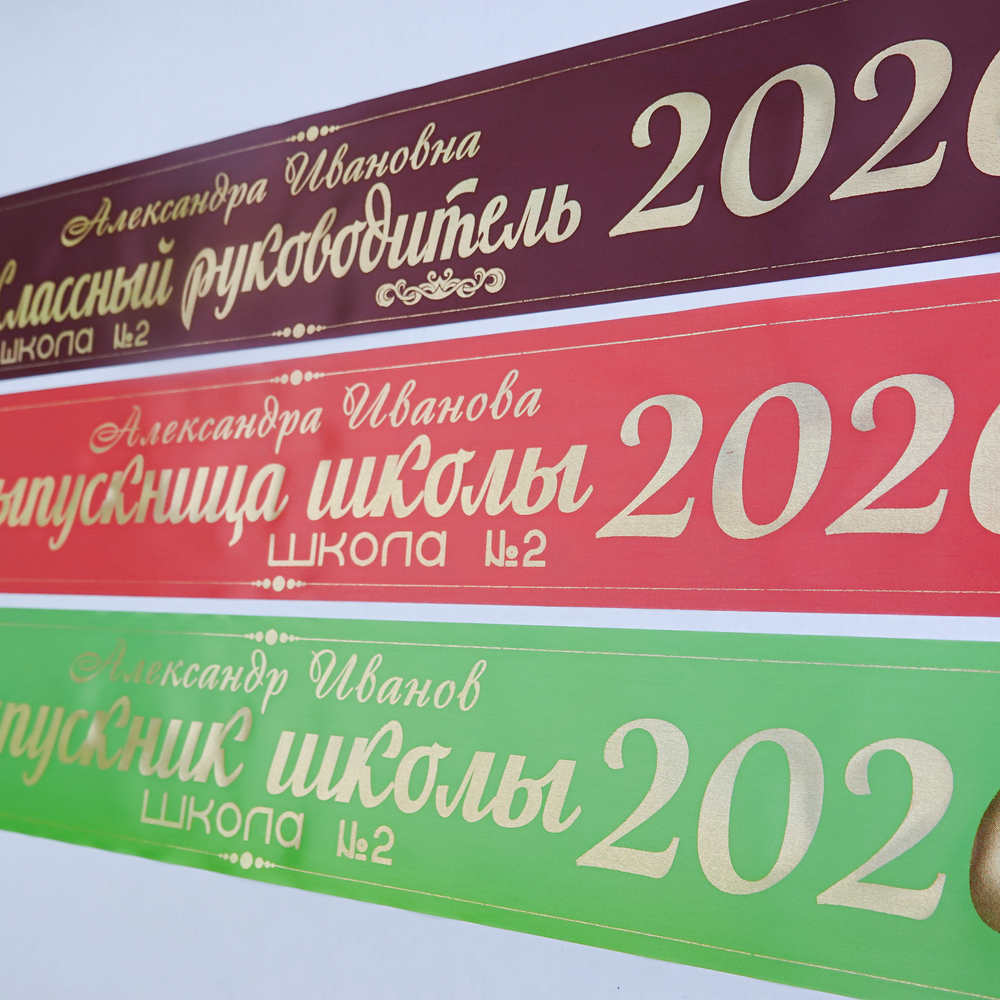 Александра Ивановна
Классный руководитель
школа №2
202
Александра Иванова
ыпускница школы
школа №2
202
Александр Иванов
пускник школы
школа №2
202